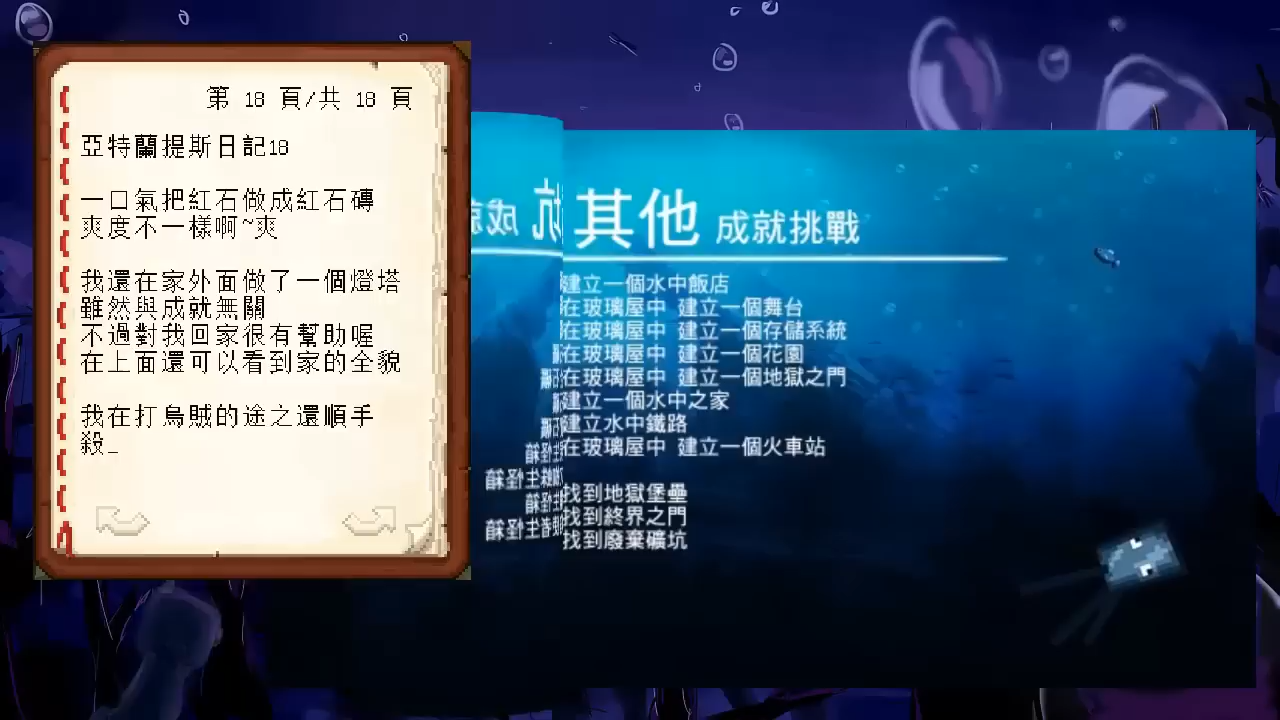 第 18 頁/共 18 頁
亞特蘭提斯日記18
一口氣把紅石做成紅石磚
爽度不一樣啊~爽
我還在家外面做了一個燈塔
雖然與成就無關
不過對我回家很有幫助喔
在上面還可以看到家的全貌
我在打烏賊的途之還順手
殺_
其他 成就挑戰
建立一個水中飯店
在玻璃屋中 建立一個舞台
在玻璃屋中 建立一個存儲系統
在玻璃屋中 建立一個花園
在玻璃屋中 建立一個地獄之門
建立一個水中之家
建立水中鐵路
在玻璃屋中 建立一個火車站
找到地獄堡壘
找到終界之門
找到廢棄礦坑